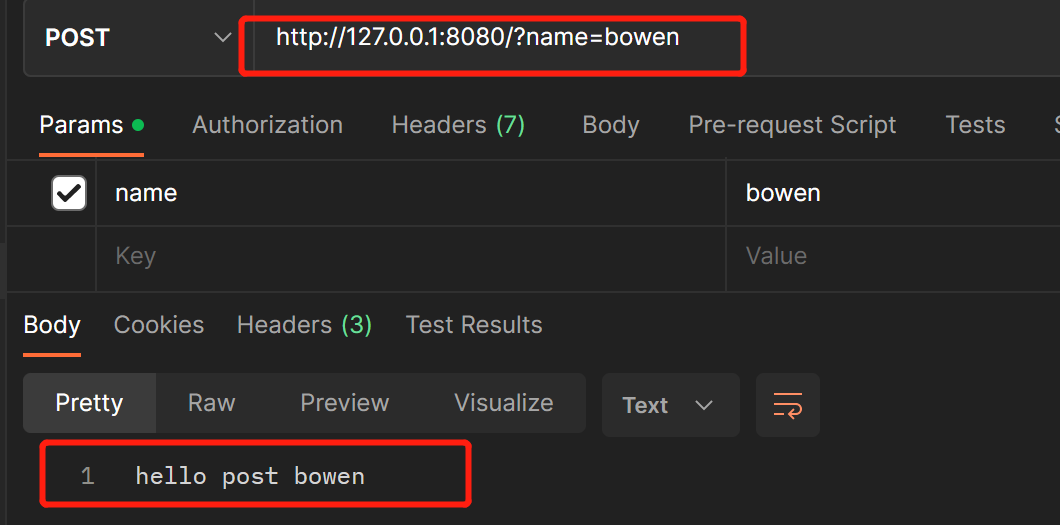 POST http://127.0.0.1:8080/?name=bowen
Params Authorization Headers (7) Body Pre-request Script Tests
name bowen
Key Value
Body Cookies Headers (3) Test Results
Pretty Raw Preview Visualize Text
1 hello post bowen